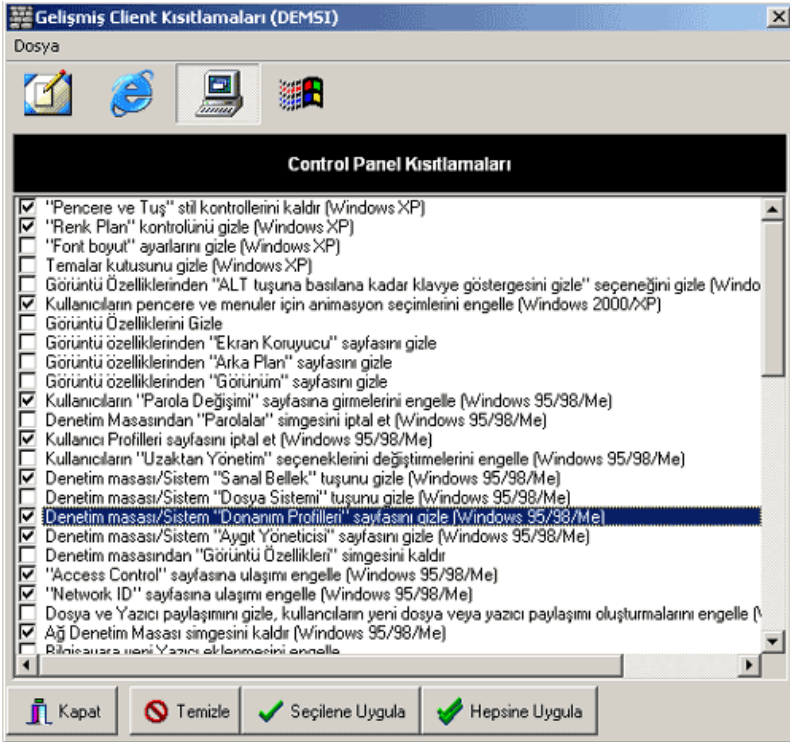 Gelişmiş Client Kısıtlamaları (DEMSI)
Dosya
Control Panel Kısıtlamaları
"Pencere ve Tuş" stil kontrollerini kaldır (Windows XP)
"Renk Plan" kontrolünü gizle (Windows XP)
"Font boyut" ayarlarını gizle (Windows XP)
Temalar kutusunu gizle (Windows XP)
Görüntü Özelliklerinden "ALT tuşuna basılana kadar klavye göstergesini gizle" seçeneğini gizle (Windo
Kullanıcıların pencere ve menuler için animasyon seçimlerini engelle (Windows 2000/XP)
Görüntü Özelliklerini Gizle
Görüntü özelliklerinden "Ekran Koruyucu" sayfasını gizle
Görüntü özelliklerinden "Arka Plan" sayfasını gizle
Görüntü özelliklerinden "Görünüm" sayfasını gizle
Kullanıcıların "Parola Değişimi" sayfasına girmelerini engelle (Windows 95/98/Me)
Denetim Masasından "Parolalar" simgesini iptal et (Windows 95/98/Me)
Kullanıcı Profilleri sayfasını iptal et (Windows 95/98/Me)
Kullanıcıların "Uzaktan Yönetim" seçeneklerini değiştirmelerini engelle (Windows 95/98/Me)
Denetim masası/Sistem "Sanal Bellek" tuşunu gizle (Windows 95/98/Me)
Denetim masası/Sistem "Dosya Sistemi" tuşunu gizle (Windows 95/98/Me)
Denetim masası/Sistem "Donanım Profilleri" sayfasını gizle (Windows 95/98/Me)
Denetim masası/Sistem "Aygıt Yöneticisi" sayfasını gizle (Windows 95/98/Me)
Denetim masasından "Görüntü Özellikleri" simgesini kaldır
"Access Control" sayfasına ulaşımı engelle (Windows 95/98/Me)
"Network ID" sayfasına ulaşımı engelle (Windows 95/98/Me)
Dosya ve Yazıcı paylaşımını gizle, kullancıların yeni dosya veya yazıcı paylaşımı oluşturmalarını engelle (
Ağ Denetim Masası simgesini kaldır (Windows 95/98/Me)
Bilgisayara yeni Yazıcı eklenmesini engelle
Kapat
Temizle
Seçilene Uygula
Hepsine Uygula